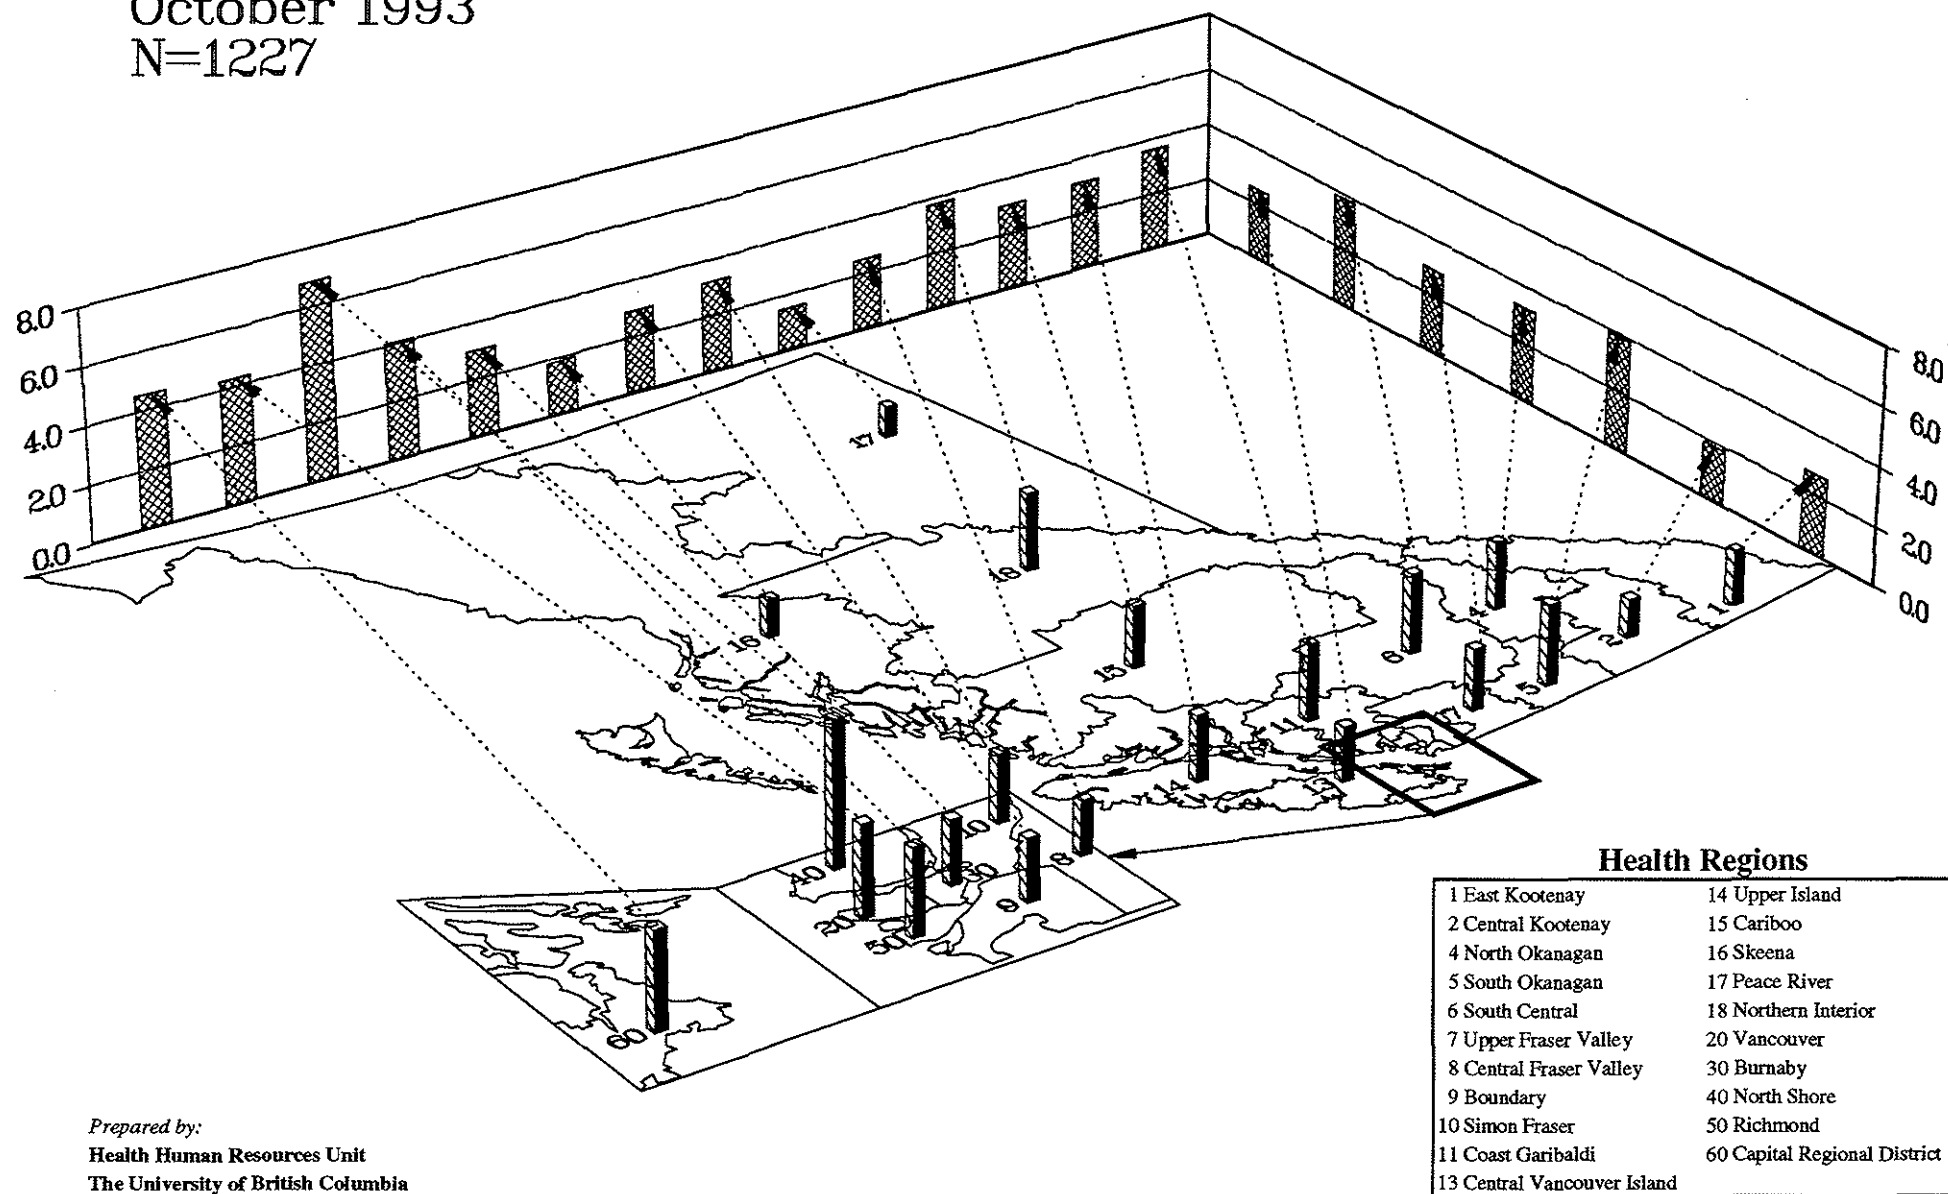 October 1993
N=1227
8.0
6.0
4.0
2.0
0.0
8.0
6.0
4.0
2.0
0.0
17
18
16
15
14
13
11
6
4
7
5
2
1
40
20
50
30
10
9
8
60
Health Regions
1 East Kootenay
2 Central Kootenay
4 North Okanagan
5 South Okanagan
6 South Central
7 Upper Fraser Valley
8 Central Fraser Valley
9 Boundary
10 Simon Fraser
11 Coast Garibaldi
13 Central Vancouver Island
14 Upper Island
15 Cariboo
16 Skeena
17 Peace River
18 Northern Interior
20 Vancouver
30 Burnaby
40 North Shore
50 Richmond
60 Capital Regional District
Prepared by:
Health Human Resources Unit
The University of British Columbia